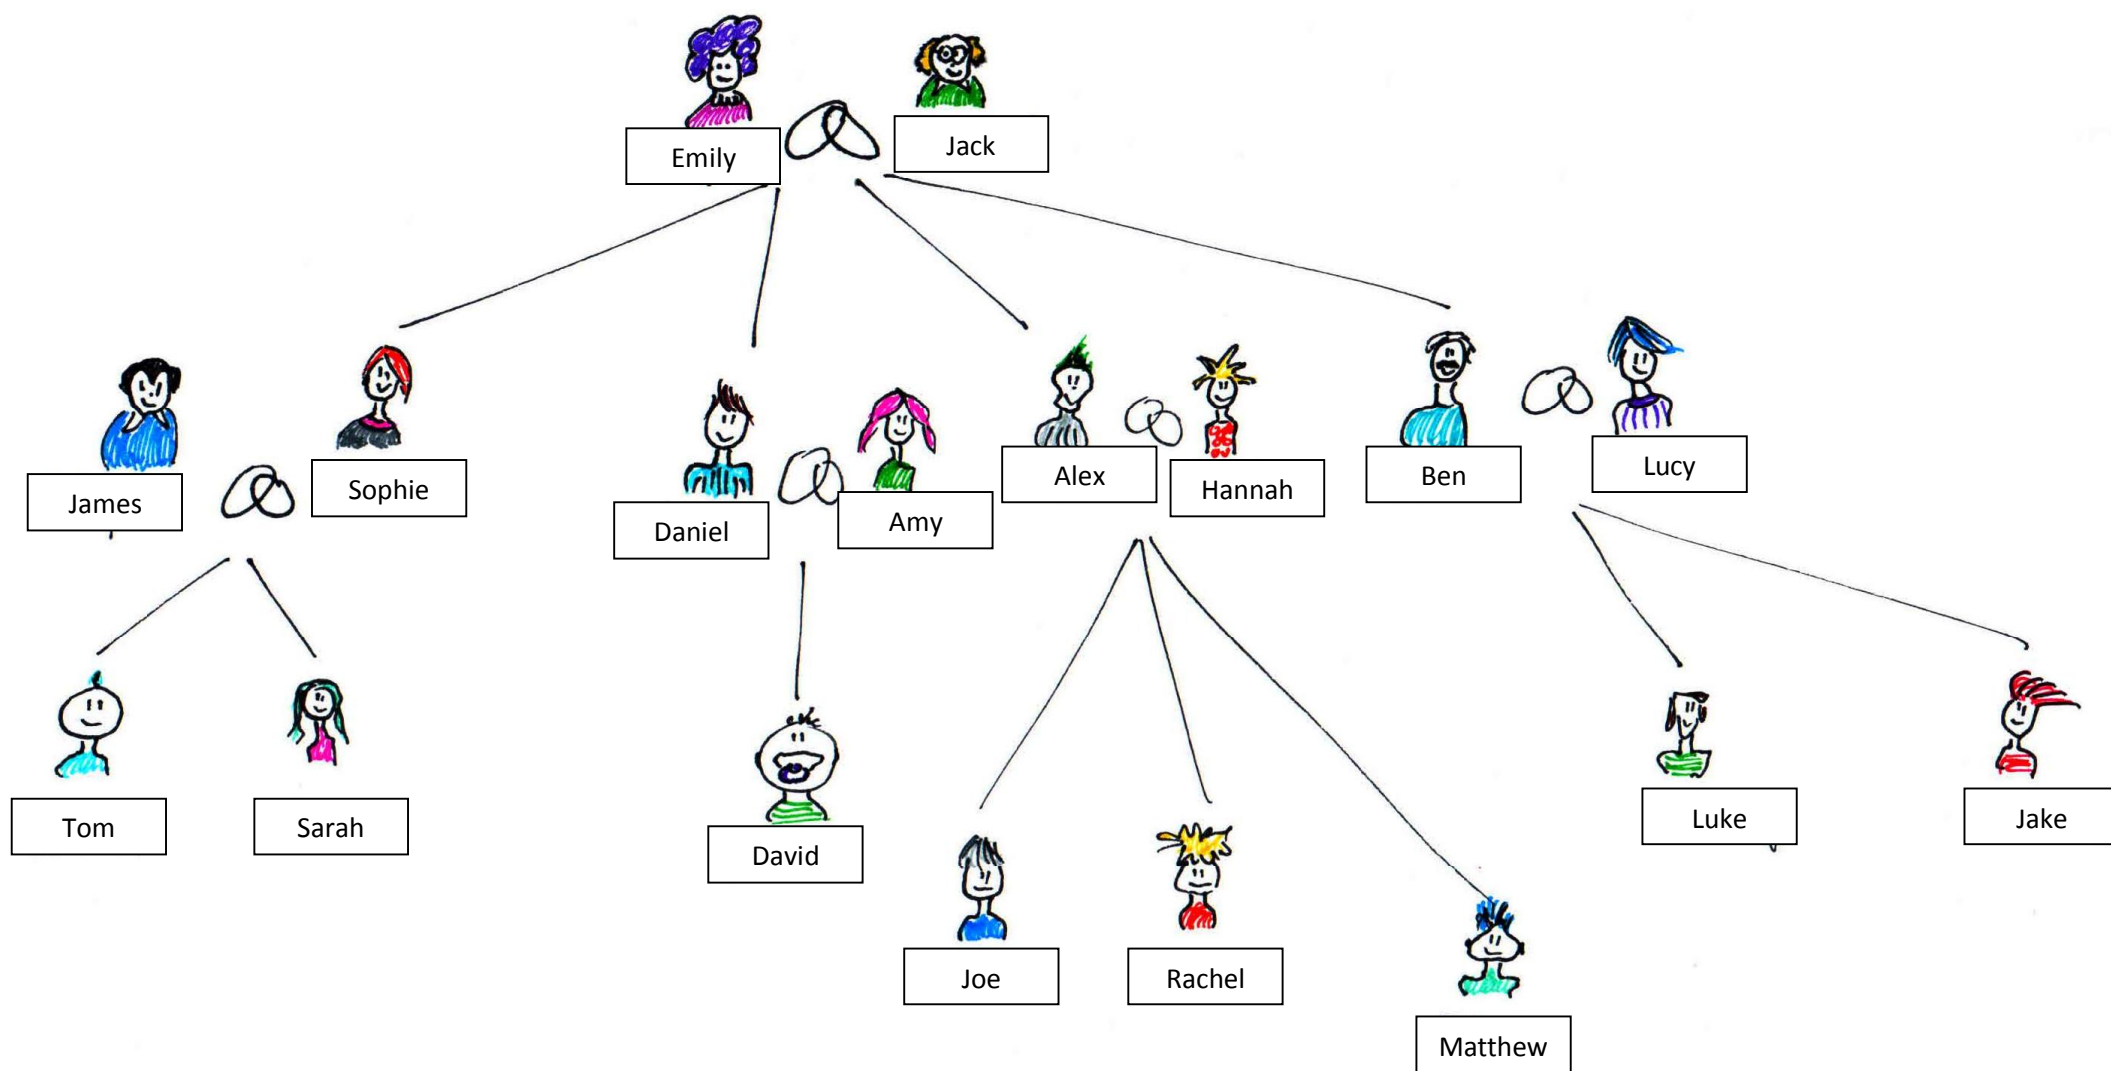 Emily
Jack
James
Sophie
Daniel
Amy
Alex
Hannah
Ben
Lucy
Tom
Sarah
David
Joe
Rachel
Matthew
Luke
Jake